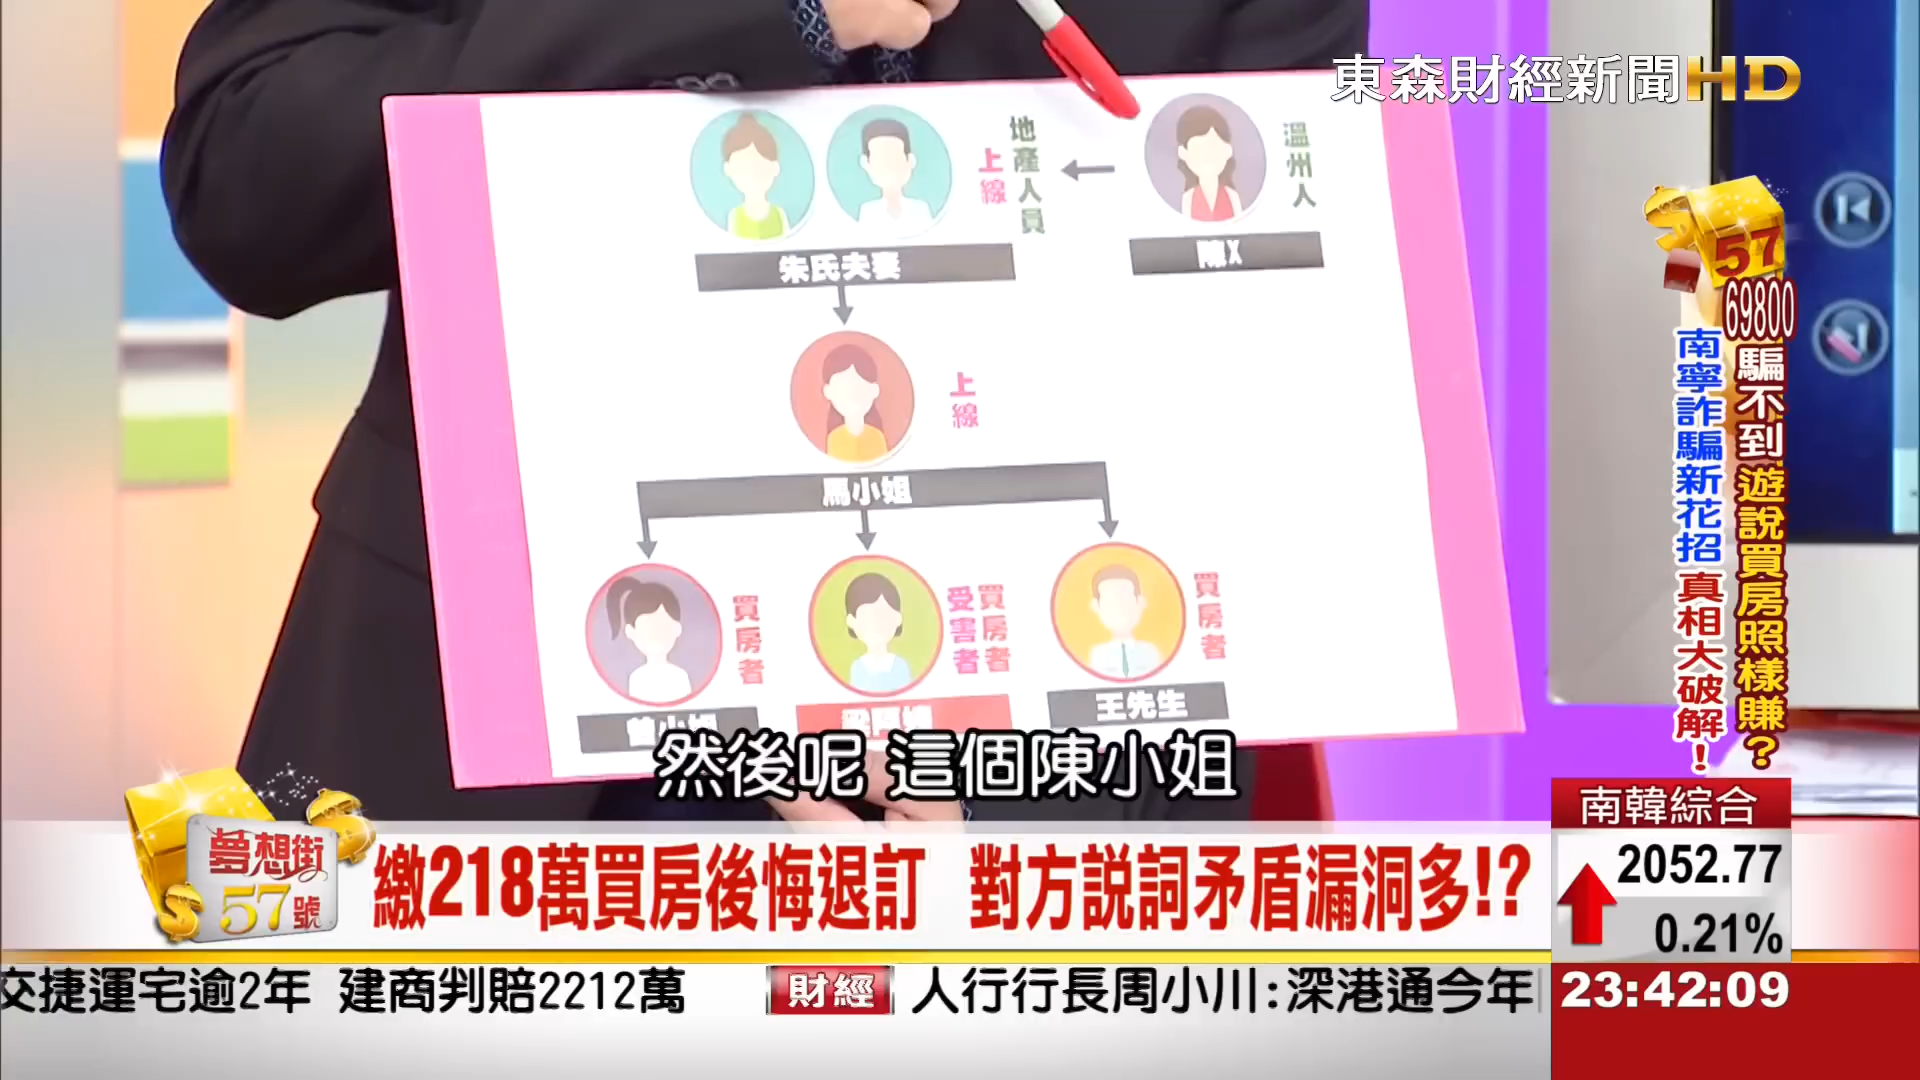 東森財經新聞HD
地產人員
上線
溫州人
朱氏夫妻
陳X
上線
馬小姐
買房者
買房者
受害者
買房者
王先生
57
69800騙不到 遊說買房照樣賺?
南寧詐騙新花招 真相大破解!
然後呢 這個陳小姐
夢想街
57號
繳218萬買房後悔退訂 對方說詞矛盾漏洞多!?
南韓綜合
2052.77
0.21%
交捷運宅逾2年 建商判賠2212萬
財經
人行行長周小川:深港通今年
23:42:09